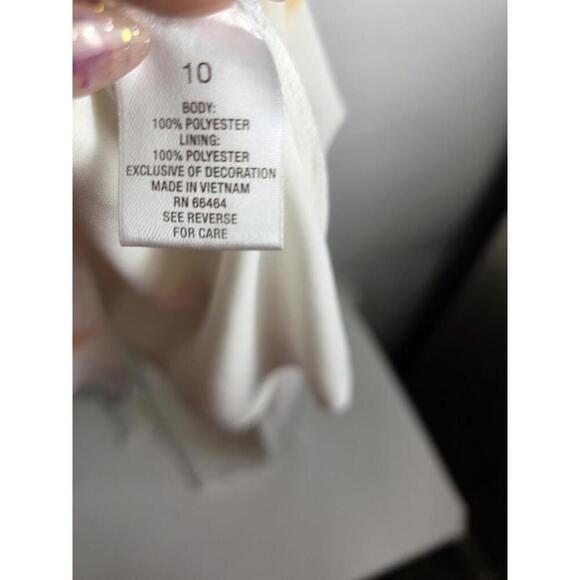 10
BODY:
100% POLYESTER
LINING:
100% POLYESTER
EXCLUSIVE OF DECORATION
MADE IN VIETNAM
RN 66464
SEE REVERSE
FOR CARE